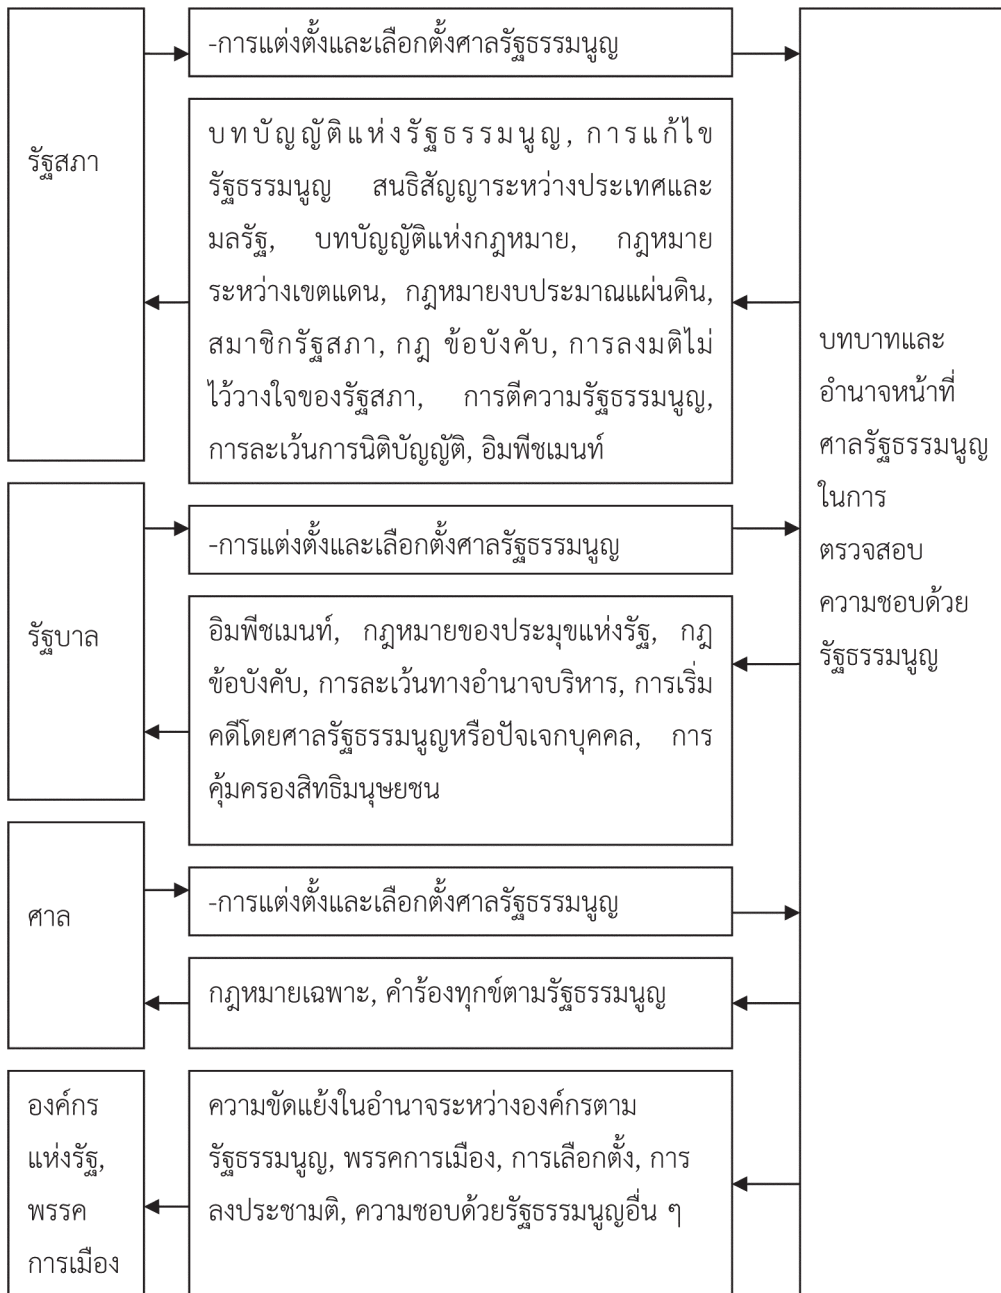 รัฐสภา
-การแต่งตั้งและเลือกตั้งศาลรัฐธรรมนูญ
บทบัญญัติแห่งรัฐธรรมนูญ, การแก้ไข
รัฐธรรมนูญ สนธิสัญญาระหว่างประเทศและ
มลรัฐ, บทบัญญัติแห่งกฎหมาย, กฎหมาย
ระหว่างเขตแดน, กฎหมายงบประมาณแผ่นดิน,
สมาชิกรัฐสภา, กฎ ข้อบังคับ, การลงมติไม่
ไว้วางใจของรัฐสภา, การตีความรัฐธรรมนูญ,
การละเว้นการนิติบัญญัติ, อิมพีชเมนท์
รัฐบาล
-การแต่งตั้งและเลือกตั้งศาลรัฐธรรมนูญ
อิมพีชเมนท์, กฎหมายของประมุขแห่งรัฐ, กฎ
ข้อบังคับ, การละเว้นทางอำนาจบริหาร, การเริ่ม
คดีโดยศาลรัฐธรรมนูญหรือปัจเจกบุคคล, การ
คุ้มครองสิทธิมนุษยชน
ศาล
-การแต่งตั้งและเลือกตั้งศาลรัฐธรรมนูญ
กฎหมายเฉพาะ, คำร้องทุกข์ตามรัฐธรรมนูญ
องค์กร
แห่งรัฐ,
พรรค
การเมือง
ความขัดแย้งในอำนาจระหว่างองค์กรตาม
รัฐธรรมนูญ, พรรคการเมือง, การเลือกตั้ง, การ
ลงประชามติ, ความชอบด้วยรัฐธรรมนูญอื่น ๆ
บทบาทและ
อำนาจหน้าที่
ศาลรัฐธรรมนูญ
ในการ
ตรวจสอบ
ความชอบด้วย
รัฐธรรมนูญ